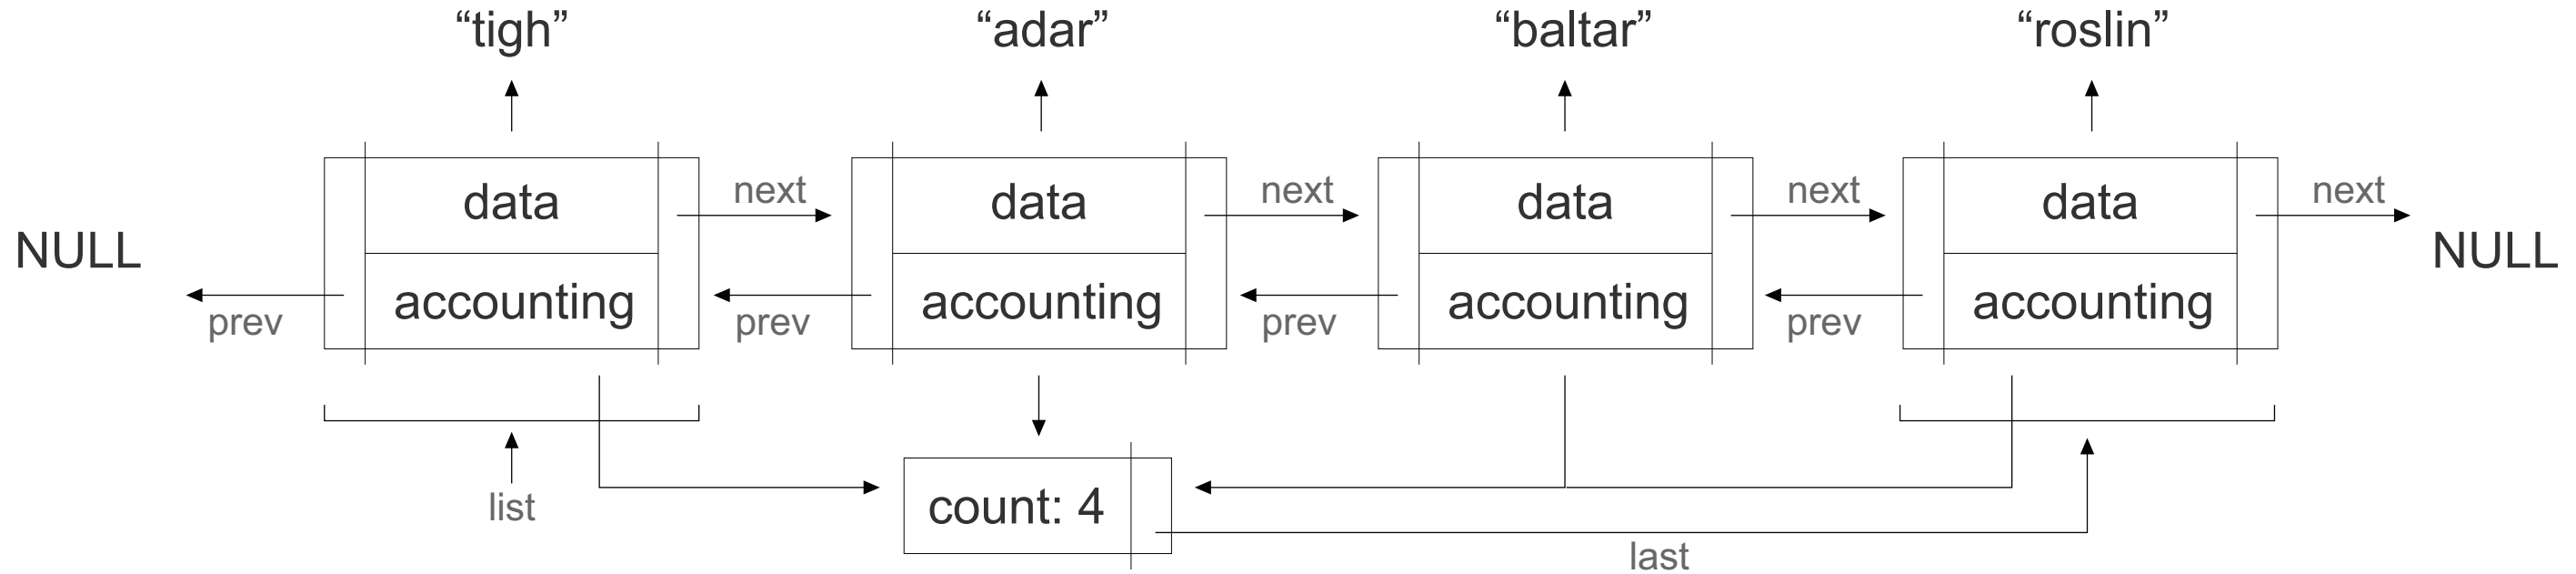 “tigh” “adar” “baltar” “roslin”
data next data next data next data next
NULL NULL
prev accounting prev accounting prev accounting prev accounting
list count: 4
last